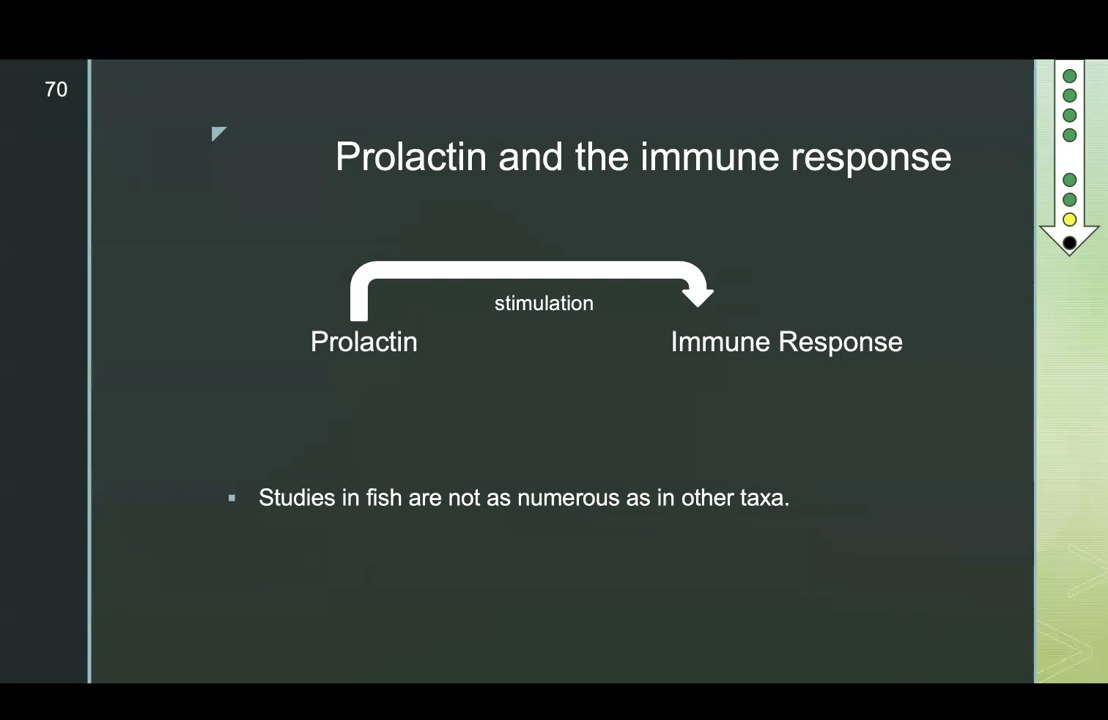 70
Prolactin and the immune response
stimulation
Prolactin
Immune Response
Studies in fish are not as numerous as in other taxa.